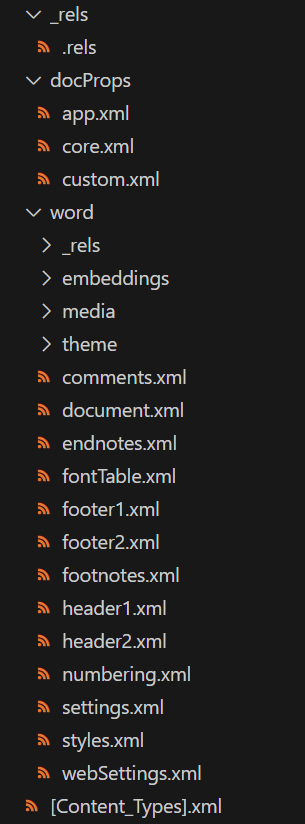 _rels
.rels
docProps
app.xml
core.xml
custom.xml
word
_rels
embeddings
media
theme
comments.xml
document.xml
endnotes.xml
fontTable.xml
footer1.xml
footer2.xml
footnotes.xml
header1.xml
header2.xml
numbering.xml
settings.xml
styles.xml
webSettings.xml
[Content_Types].xml